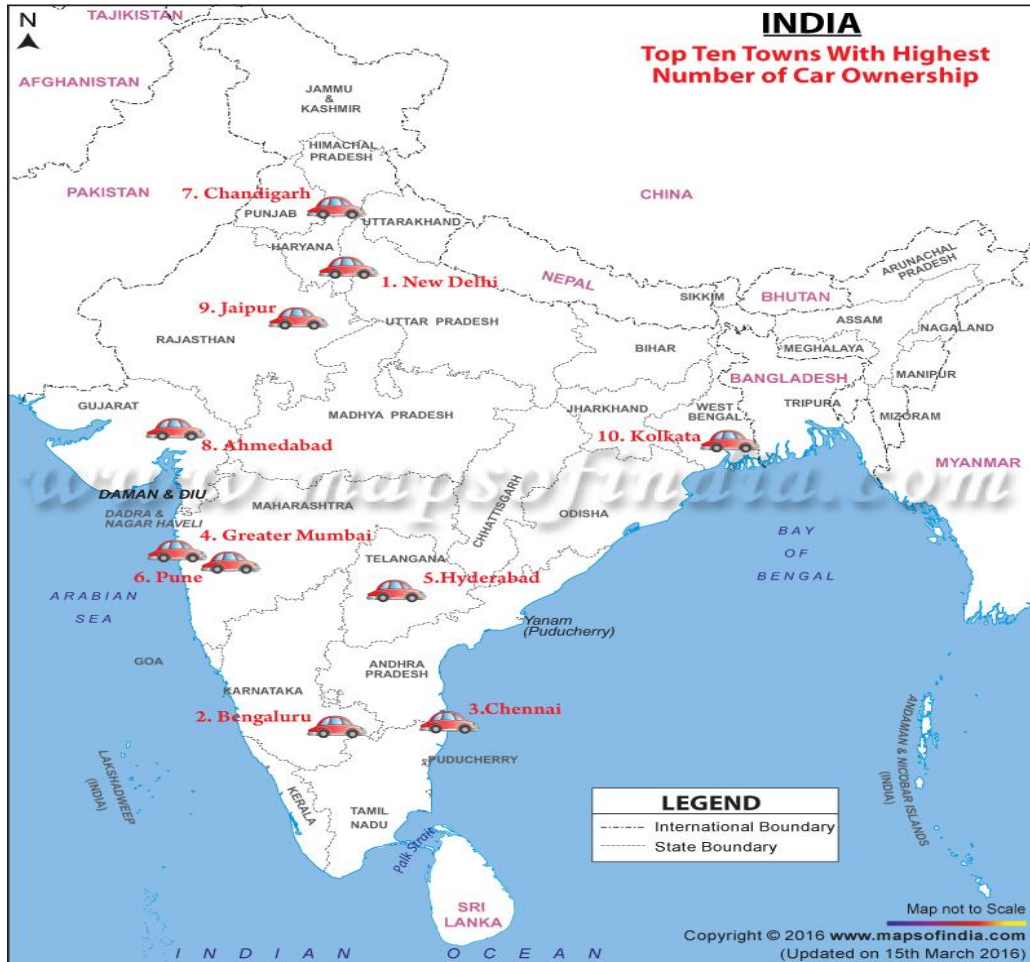 N
INDIA
Top Ten Towns With Highest
Number of Car Ownership
TAJIKISTAN
AFGHANISTAN
JAMMU
&
KASHMIR
HIMACHAL
PRADESH
PAKISTAN
CHINA
7. Chandigarh
PUNJAB
UTTARAKHAND
HARYANA
1. New Delhi
NEPAL
ARUNACHAL
PRADESH
SIKKIM
BHUTAN
9. Jaipur
UTTAR PRADESH
ASSAM
NAGALAND
RAJASTHAN
BIHAR
MEGHALAYA
MANIPUR
BANGLADESH
GUJARAT
MADHYA PRADESH
JHARKHAND
WEST
BENGAL
TRIPURA
MIZORAM
8. Ahmedabad
10. Kolkata
MYANMAR
www.mapsofindia.com
DAMAN & DIU
DADRA &
NAGAR HAVELI
MAHARASHTRA
CHHATTISGARH
ODISHA
4. Greater Mumbai
TELANGANA
BAY
OF
BENGAL
6. Pune
5.Hyderabad
ARABIAN
SEA
Yanam
(Puducherry)
GOA
ANDHRA
PRADESH
KARNATAKA
2. Bengaluru
3.Chennai
PUDUCHERRY
LAKSHADWEEP
(INDIA)
ANDAMAN & NICOBAR ISLANDS
(INDIA)
KERALA
TAMIL
NADU
Palk Strait
LEGEND
International Boundary
State Boundary
SRI
LANKA
Map not to Scale
INDIAN OCEAN
Copyright © 2016 www.mapsofindia.com
(Updated on 15th March 2016)